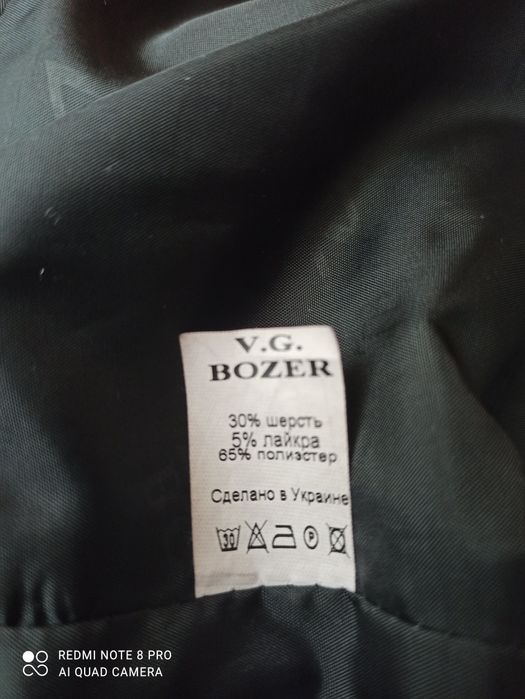 V.G.
BOZER
30% шерсть
5% лайкра
65% полиэстер
Сделано в Украине
30
P
REDMI NOTE 8 PRO
AI QUAD CAMERA